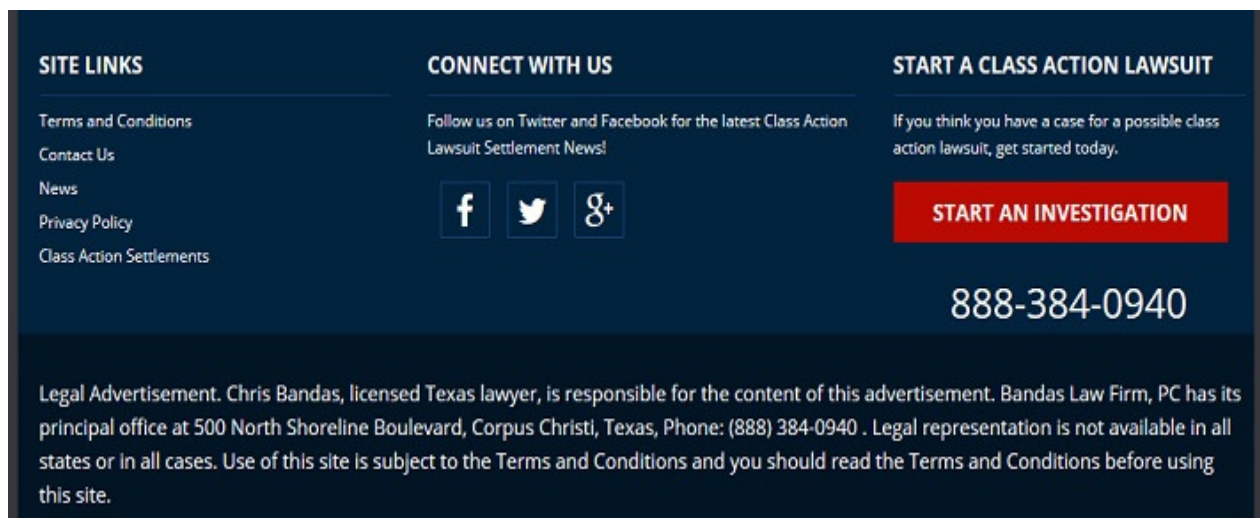 SITE LINKS
Terms and Conditions
Contact Us
News
Privacy Policy
Class Action Settlements
CONNECT WITH US
Follow us on Twitter and Facebook for the latest Class Action
Lawsuit Settlement News!
f
g+
START A CLASS ACTION LAWSUIT
If you think you have a case for a possible class
action lawsuit, get started today.
START AN INVESTIGATION
888-384-0940
Legal Advertisement. Chris Bandas, licensed Texas lawyer, is responsible for the content of this advertisement. Bandas Law Firm, PC has its
principal office at 500 North Shoreline Boulevard, Corpus Christi, Texas, Phone: (888) 384-0940 . Legal representation is not available in all
states or in all cases. Use of this site is subject to the Terms and Conditions and you should read the Terms and Conditions before using
this site.